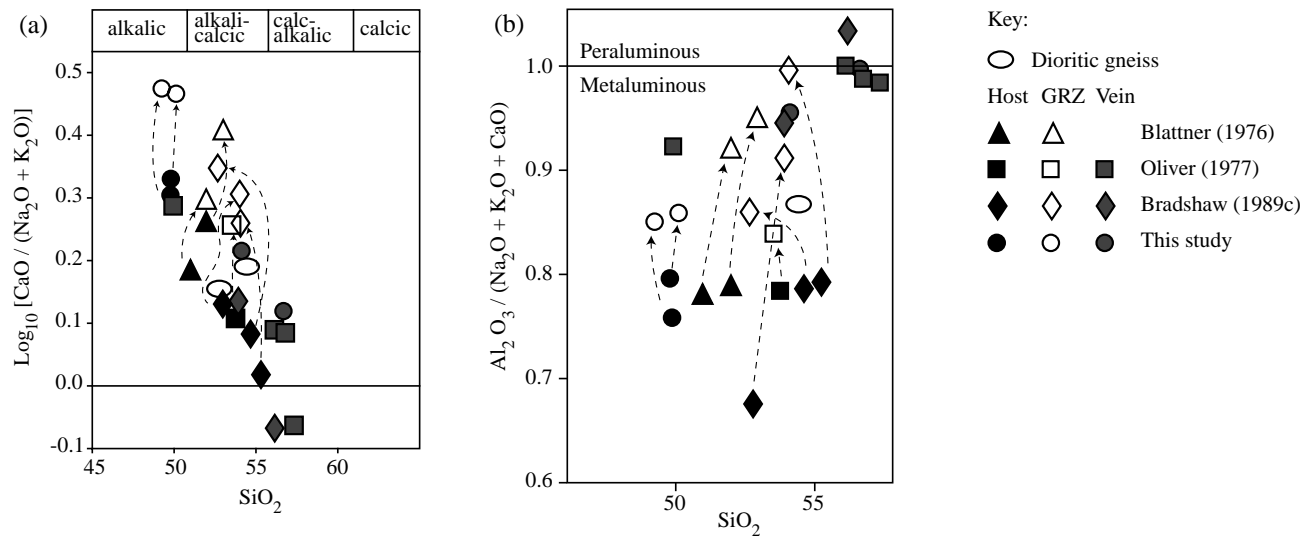 (a)
alkalic
alkali-
calcic
calc-
alkalic
calcic
0.5
0.4
0.3
0.2
0.1
0.0
-0.1
Log₁₀ [CaO / (Na₂O + K₂O)]
45
50
55
60
SiO₂
(b)
Peraluminous
Metaluminous
1.0
0.9
0.8
0.7
0.6
Al₂O₃ / (Na₂O + K₂O + CaO)
50
55
SiO₂
Key:
Dioritic gneiss
Host GRZ Vein
Blattner (1976)
Oliver (1977)
Bradshaw (1989c)
This study